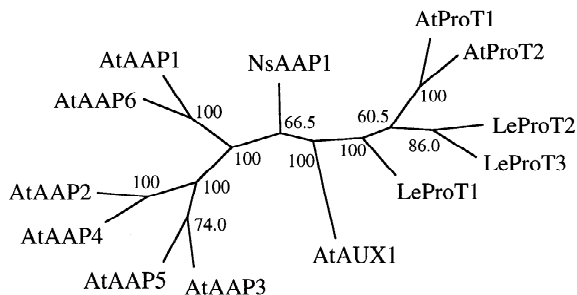 AtProT1
AtProT2
AtAAP1
NsAAP1
AtAAP6
100
100
60.5
66.5
LeProT2
86.0
LeProT3
100
100
100
100
100
AtAAP2
LeProT1
AtAAP4
74.0
AtAUX1
AtAAP5
AtAAP3